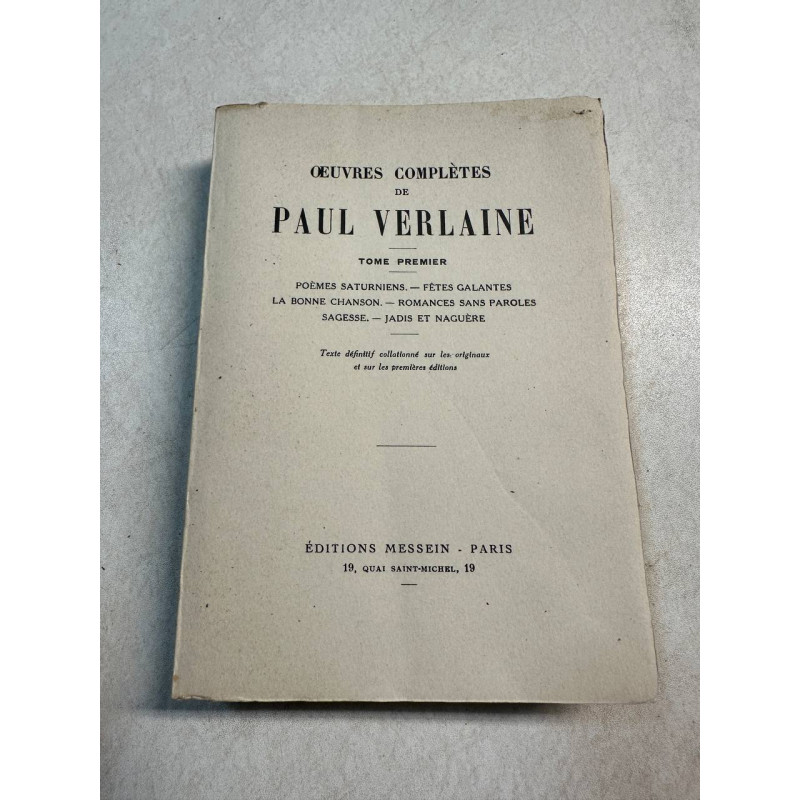 ŒUVRES COMPLÈTES
DE
PAUL VERLAINE
TOME PREMIER
POÈMES SATURNIENS. — FÊTES GALANTES
LA BONNE CHANSON. — ROMANCES SANS PAROLES
SAGESSE. — JADIS ET NAGUÈRE
Texte définitif collationné sur les originaux
et sur les premières éditions
ÉDITIONS MESSEIN - PARIS
19, QUAI SAINT-MICHEL, 19